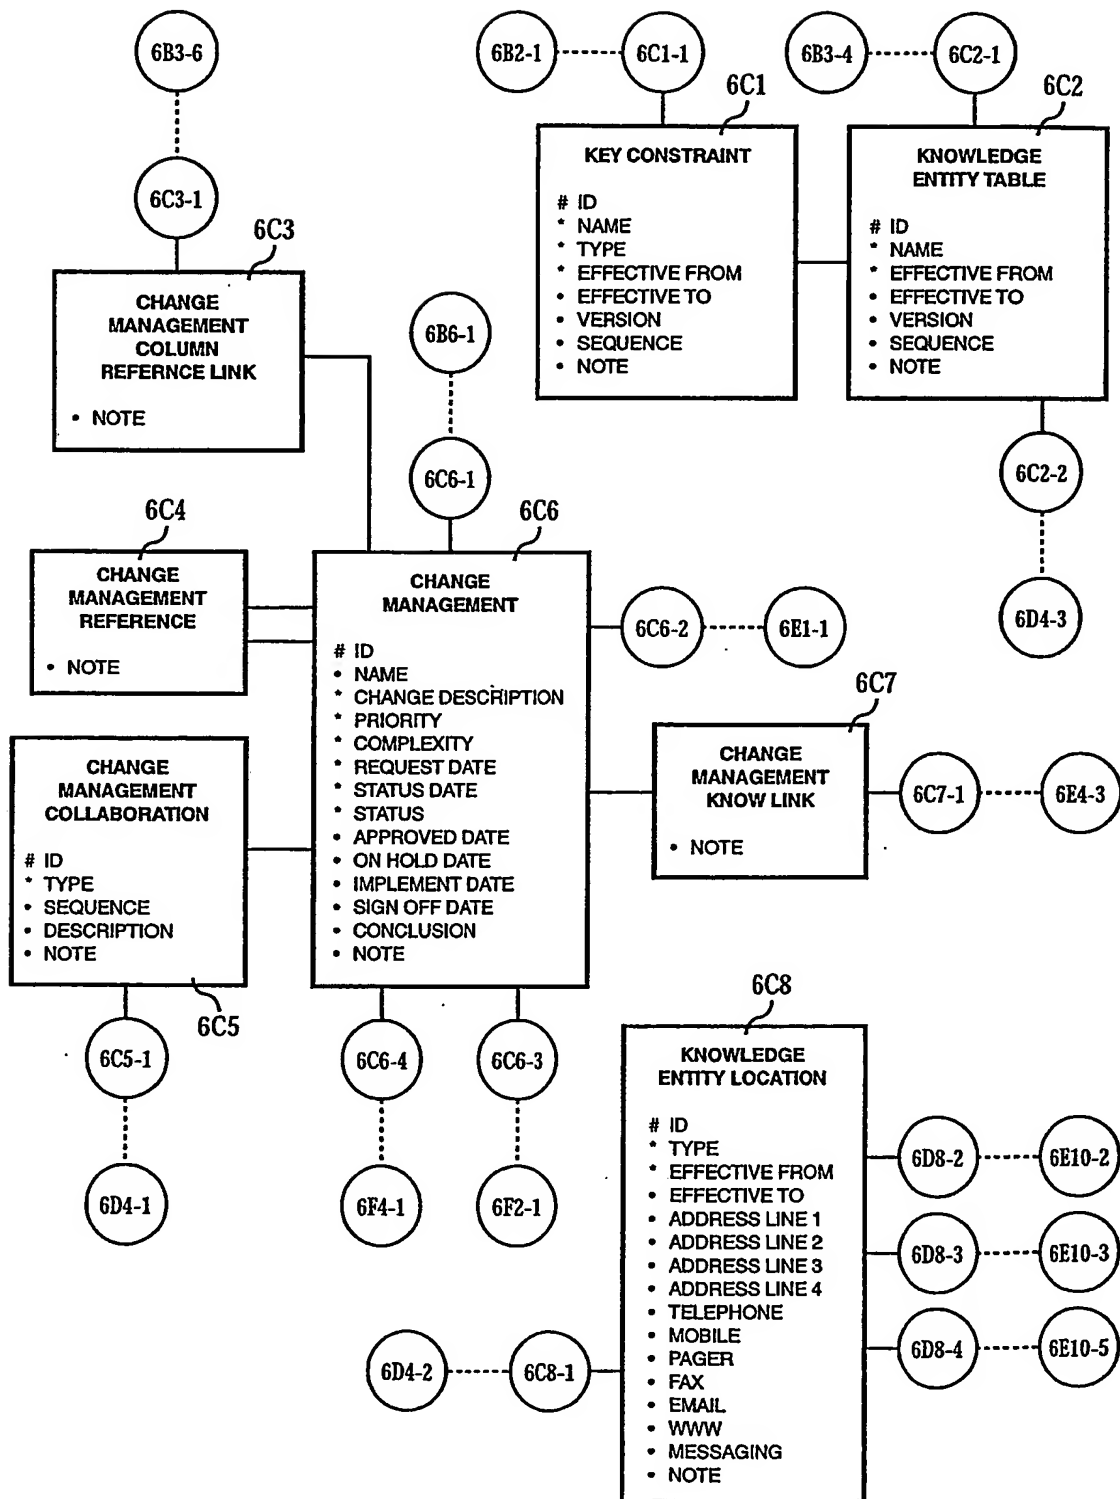 6B3-6
6B2-1
6C1-1
6B3-4
6C2-1
6C1
6C2
KEY CONSTRAINT
# ID
* NAME
* TYPE
* EFFECTIVE FROM
• EFFECTIVE TO
• VERSION
• SEQUENCE
• NOTE
KNOWLEDGE
ENTITY TABLE
# ID
* NAME
* EFFECTIVE FROM
• EFFECTIVE TO
• VERSION
• SEQUENCE
• NOTE
6C3-1
6C3
CHANGE
MANAGEMENT
COLUMN
REFERNCE LINK
• NOTE
6B6-1
6C6-1
6C2-2
6D4-3
6C4
CHANGE
MANAGEMENT
REFERENCE
• NOTE
6C6
CHANGE
MANAGEMENT
# ID
• NAME
* CHANGE DESCRIPTION
* PRIORITY
* COMPLEXITY
* REQUEST DATE
* STATUS DATE
* STATUS
• APPROVED DATE
• ON HOLD DATE
• IMPLEMENT DATE
• SIGN OFF DATE
• CONCLUSION
• NOTE
6C6-2
6E1-1
6C7
CHANGE
MANAGEMENT
KNOW LINK
• NOTE
6C7-1
6E4-3
CHANGE
MANAGEMENT
COLLABORATION
# ID
* TYPE
• SEQUENCE
• DESCRIPTION
• NOTE
6C5
6C5-1
6D4-1
6C6-4
6C6-3
6F4-1
6F2-1
6C8
KNOWLEDGE
ENTITY LOCATION
# ID
* TYPE
* EFFECTIVE FROM
• EFFECTIVE TO
• ADDRESS LINE 1
• ADDRESS LINE 2
• ADDRESS LINE 3
• ADDRESS LINE 4
• TELEPHONE
• MOBILE
• PAGER
• FAX
• EMAIL
• WWW
• MESSAGING
• NOTE
6D8-2
6E10-2
6D8-3
6E10-3
6D8-4
6E10-5
6D4-2
6C8-1